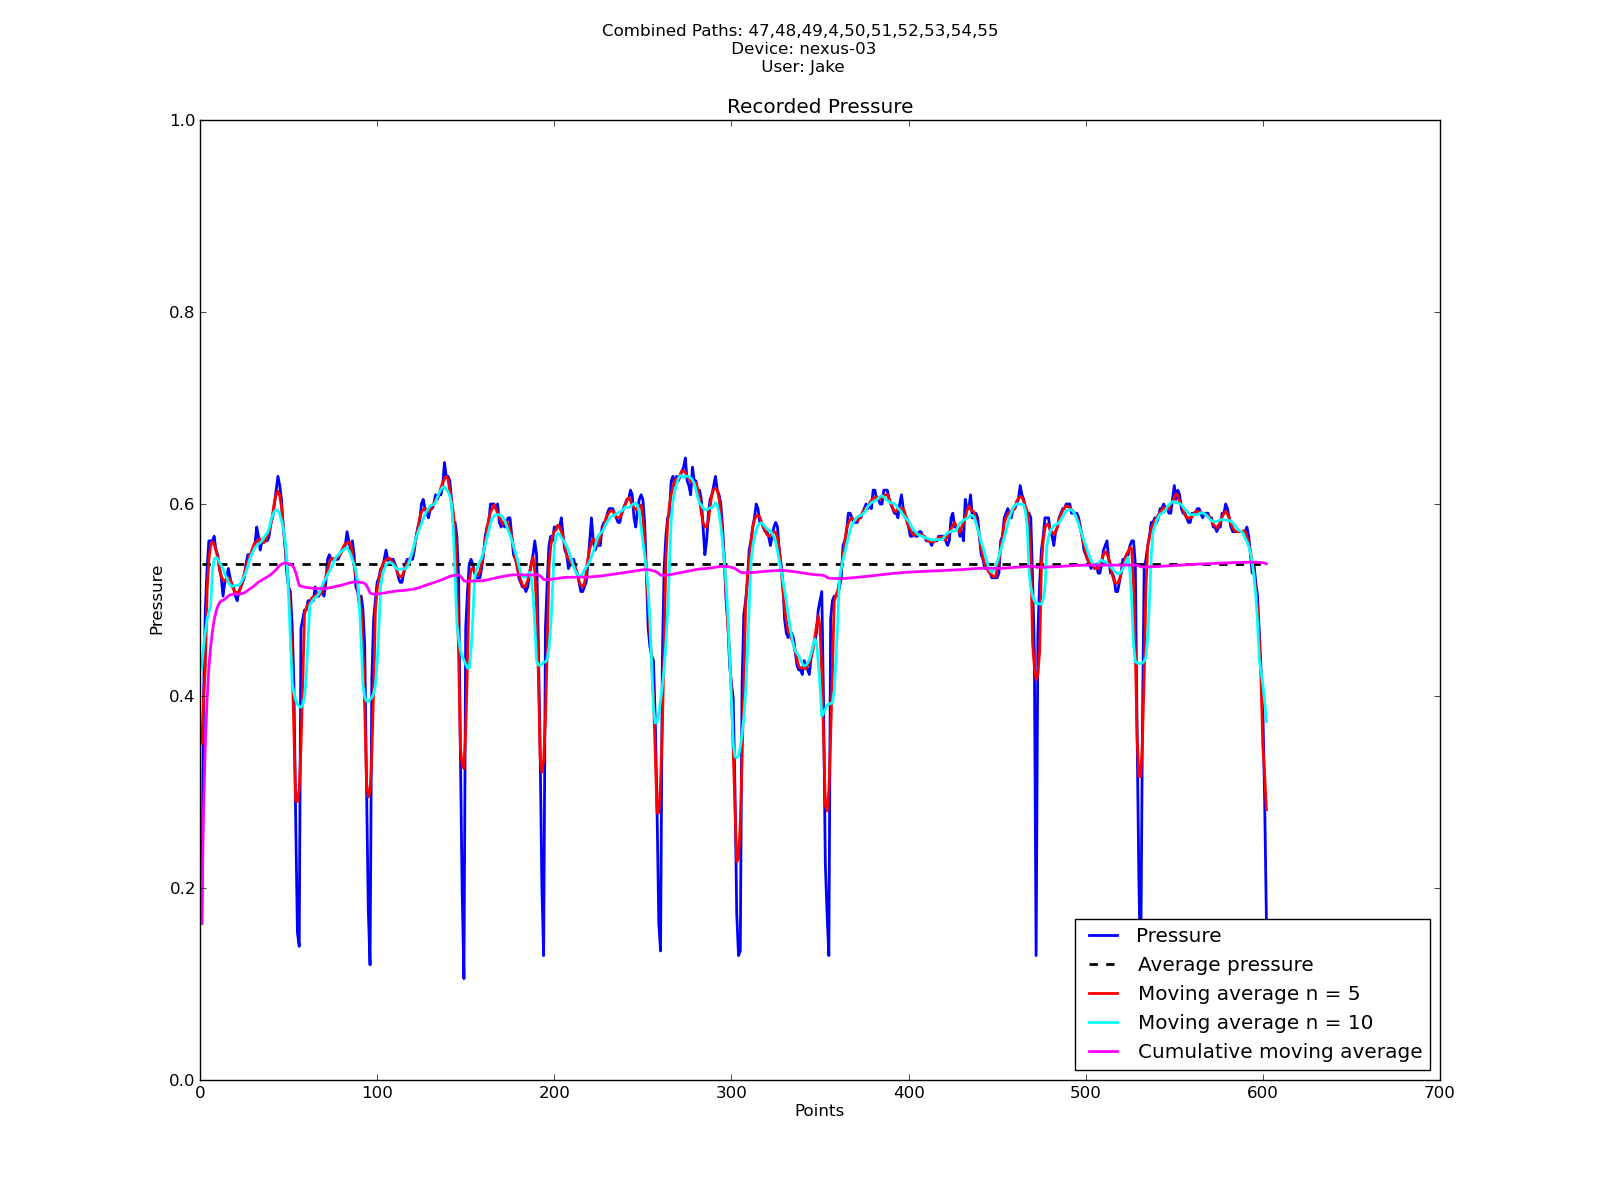 Combined Paths: 47,48,49,4,50,51,52,53,54,55
Device: nexus-03
User: Jake
Recorded Pressure
1.0
0.8
0.6
0.4
0.2
0.0
Pressure
0 100 200 300 400 500 600 700
Points
Pressure
Average pressure
Moving average n = 5
Moving average n = 10
Cumulative moving average